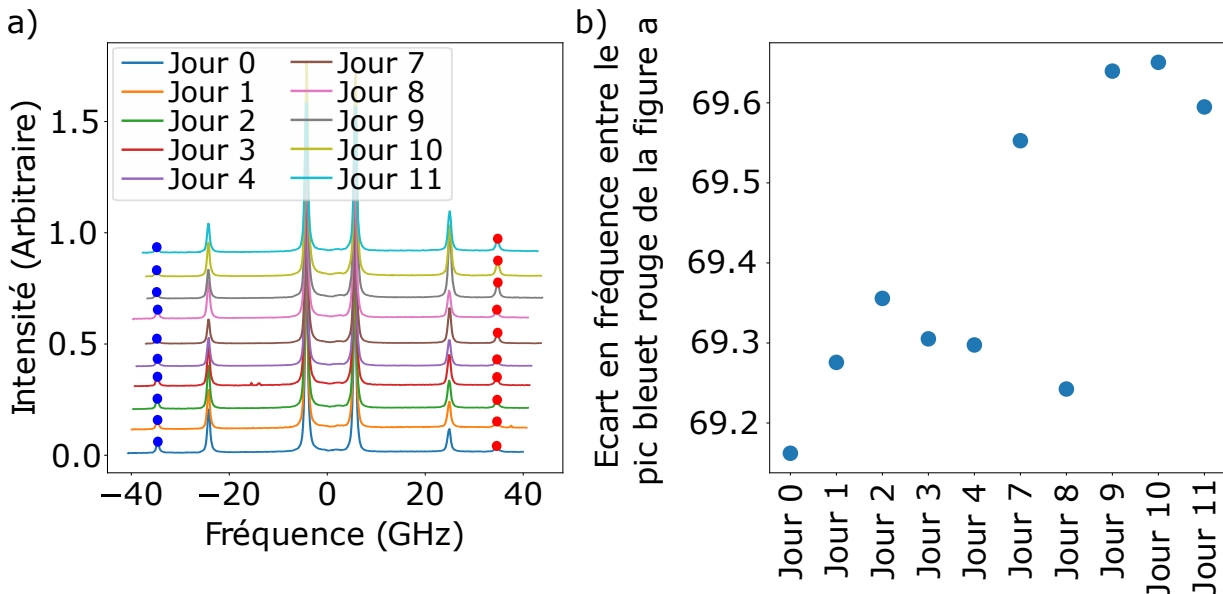 a)
Intensité (Arbitraire)
1.5
1.0
0.5
0.0
Jour 0
Jour 1
Jour 2
Jour 3
Jour 4
Jour 7
Jour 8
Jour 9
Jour 10
Jour 11
−40
−20
0
20
40
Fréquence (GHz)
b)
Ecart en fréquence entre le
pic bleuet rouge de la figure a
69.6
69.5
69.4
69.3
69.2
Jour 0
Jour 1
Jour 2
Jour 3
Jour 4
Jour 7
Jour 8
Jour 9
Jour 10
Jour 11